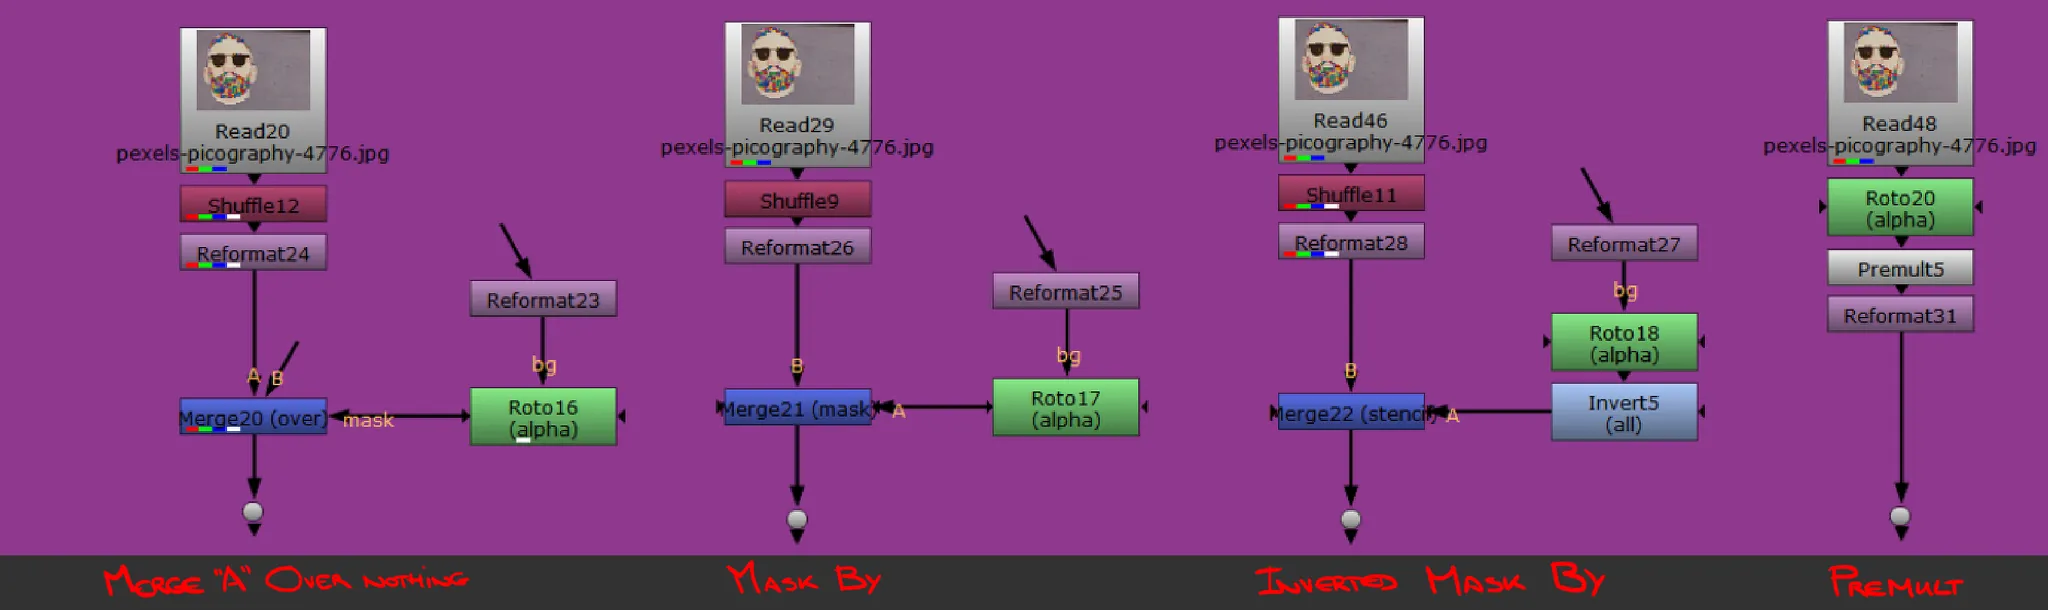 Read20
pexels-picography-4776.jpg
Shuffle12
Reformat24
A
B
Merge20 (over)
mask
Reformat23
bg
Roto16
(alpha)
MERGE "A" OVER NOTHING
Read29
pexels-picography-4776.jpg
Shuffle9
Reformat26
B
Merge21 (mask)
A
Reformat25
bg
Roto17
(alpha)
MASK BY
Read46
pexels-picography-4776.jpg
Shuffle11
Reformat28
B
Merge22 (stencil)
A
Reformat27
bg
Roto18
(alpha)
Invert5
(all)
INVERTED MASK BY
Read48
pexels-picography-4776.jpg
Roto20
(alpha)
Premult5
Reformat31
PREMULT